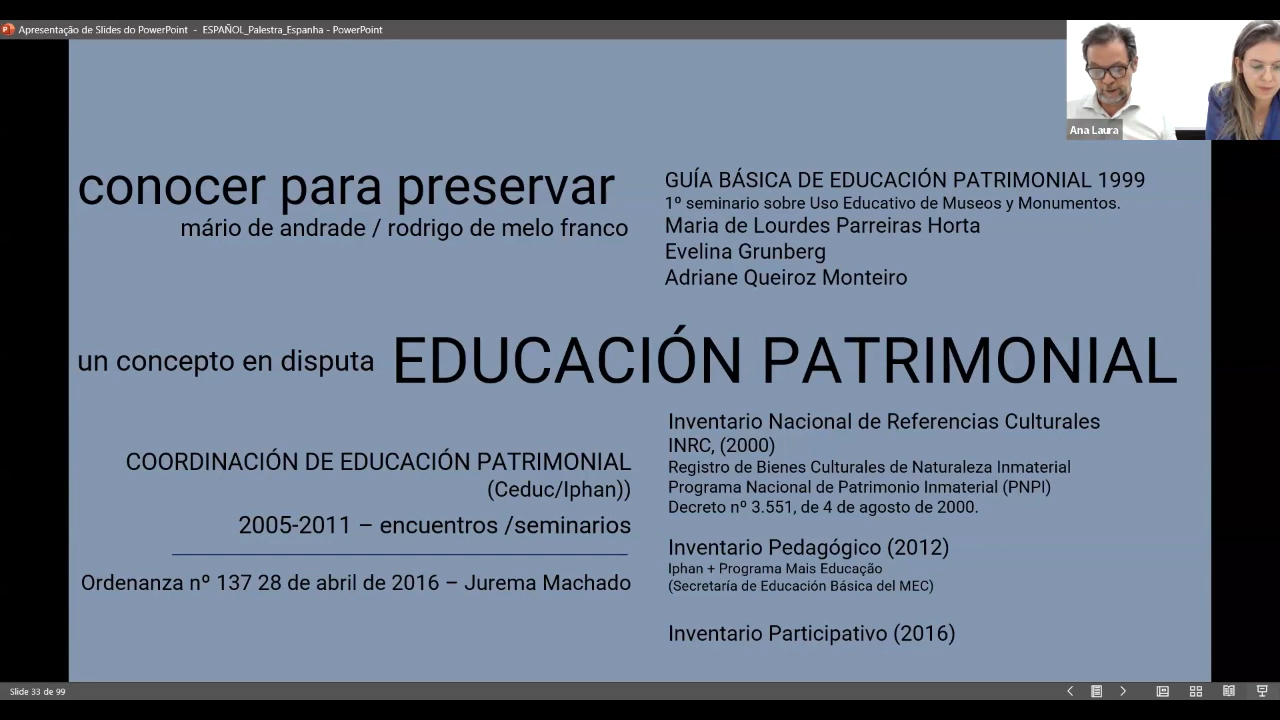 Apresentação de Slides do PowerPoint - ESPAÑOL_Palestra_Espanha - PowerPoint
Ana Laura
conocer para preservar
mário de andrade / rodrigo de melo franco
GUÍA BÁSICA DE EDUCACIÓN PATRIMONIAL 1999
1º seminario sobre Uso Educativo de Museos y Monumentos.
Maria de Lourdes Parreiras Horta
Evelina Grunberg
Adriane Queiroz Monteiro
un concepto en disputa EDUCACIÓN PATRIMONIAL
COORDINACIÓN DE EDUCACIÓN PATRIMONIAL
(Ceduc/Iphan))
2005-2011 – encuentros /seminarios
Ordenanza nº 137 28 de abril de 2016 – Jurema Machado
Inventario Nacional de Referencias Culturales
INRC, (2000)
Registro de Bienes Culturales de Naturaleza Inmaterial
Programa Nacional de Patrimonio Inmaterial (PNPI)
Decreto nº 3.551, de 4 de agosto de 2000.
Inventario Pedagógico (2012)
Iphan + Programa Mais Educação
(Secretaría de Educación Básica del MEC)
Inventario Participativo (2016)
Slide 33 de 99